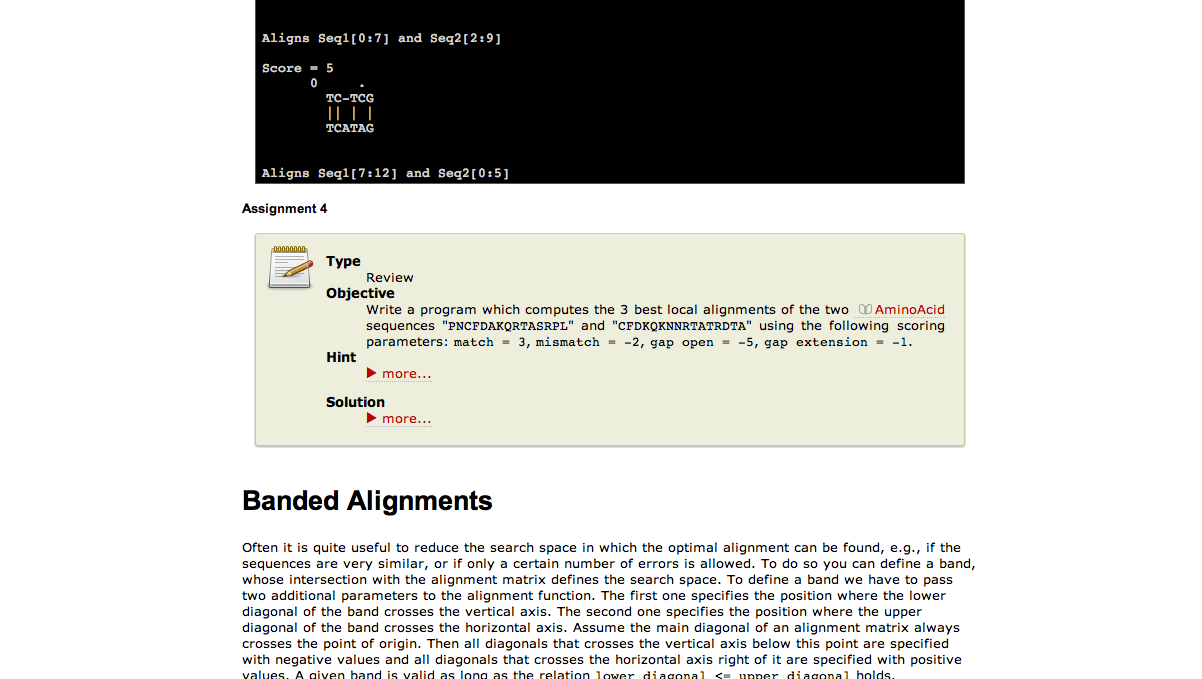 Aligns Seq1[0:7] and Seq2[2:9]
Score = 5
0 .
TC-TCG
|| | |
TCATAG
Aligns Seq1[7:12] and Seq2[0:5]
Assignment 4
Type
Review
Objective
Write a program which computes the 3 best local alignments of the two AminoAcid
sequences "PNCFDAKQRTASRPL" and "CFDKQKNNRTATRDTA" using the following scoring
parameters: match = 3, mismatch = -2, gap open = -5, gap extension = -1.
Hint
more...
Solution
more...
Banded Alignments
Often it is quite useful to reduce the search space in which the optimal alignment can be found, e.g., if the
sequences are very similar, or if only a certain number of errors is allowed. To do so you can define a band,
whose intersection with the alignment matrix defines the search space. To define a band we have to pass
two additional parameters to the alignment function. The first one specifies the position where the lower
diagonal of the band crosses the vertical axis. The second one specifies the position where the upper
diagonal of the band crosses the horizontal axis. Assume the main diagonal of an alignment matrix always
crosses the point of origin. Then all diagonals that crosses the vertical axis below this point are specified
with negative values and all diagonals that crosses the horizontal axis right of it are specified with positive
values. A given band is valid as long as the relation lower diagonal <= upper diagonal holds.